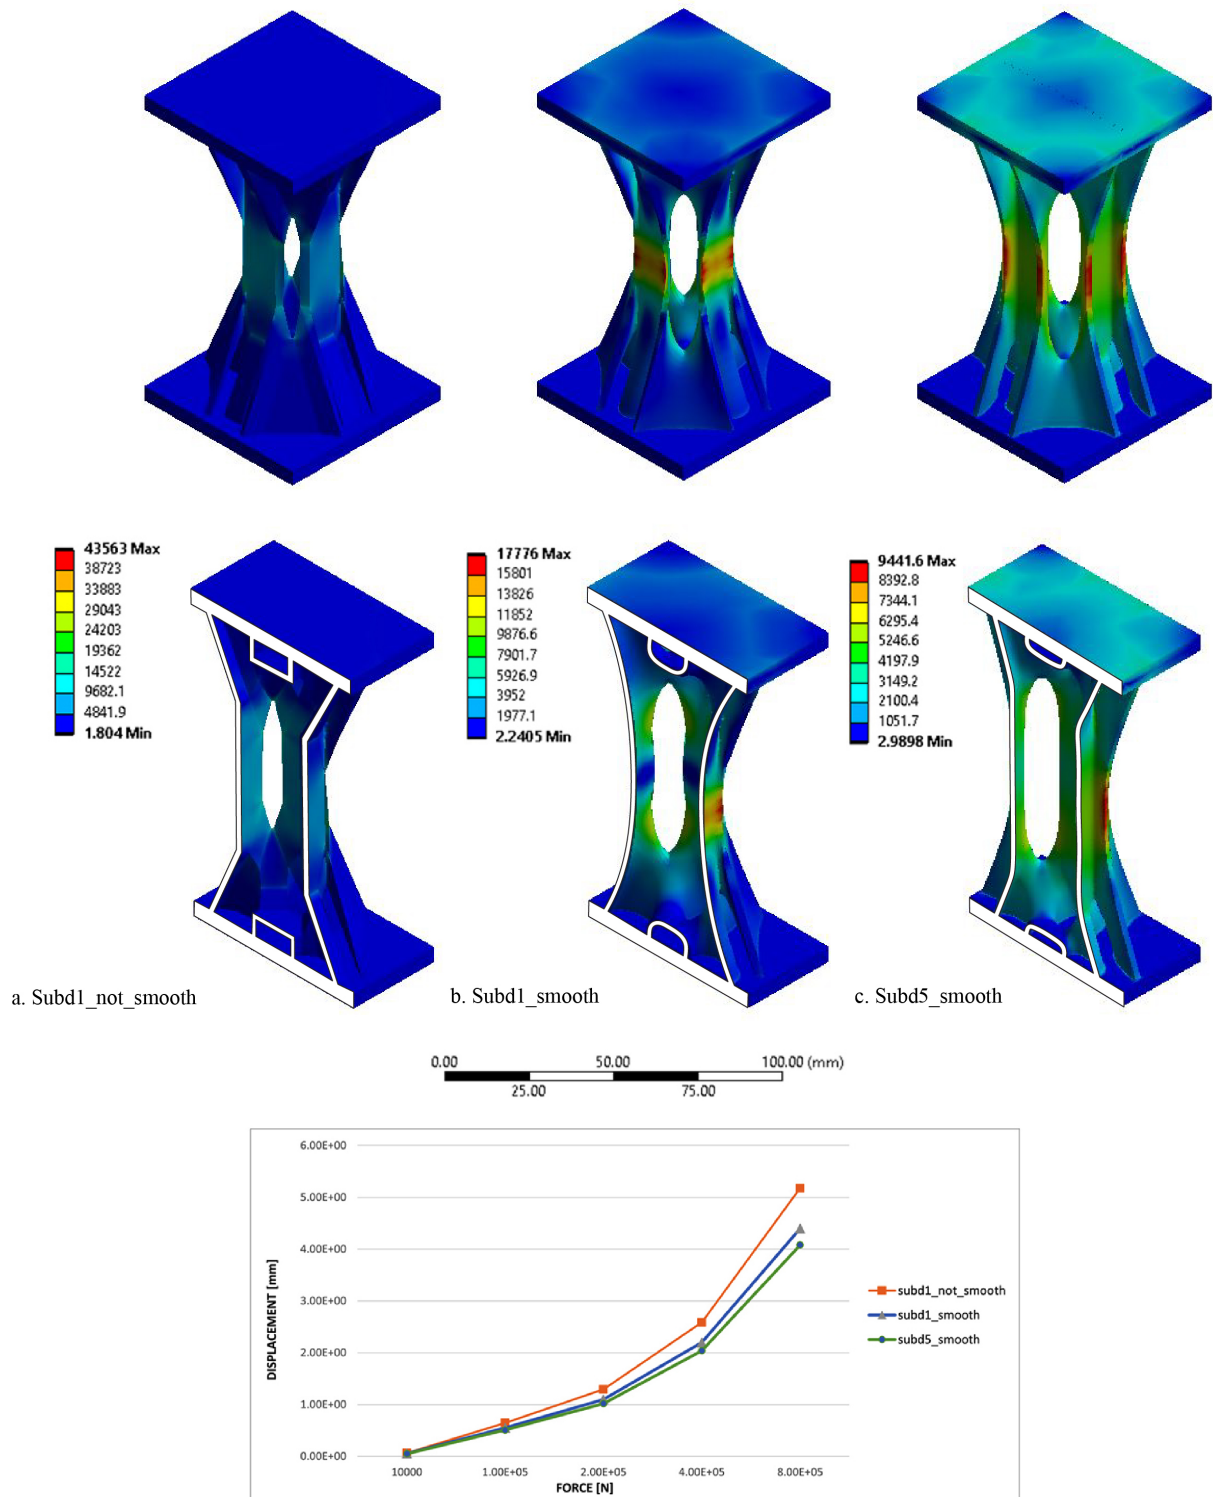 43563 Max
38723
33883
29043
24203
19362
14522
9682.1
4841.9
1.804 Min
17776 Max
15801
13826
11852
9876.6
7901.7
5926.9
3952
1977.1
2.2405 Min
9441.6 Max
8392.8
7344.1
6295.4
5246.6
4197.9
3149.2
2100.4
1051.7
2.9898 Min
a. Subd1_not_smooth
b. Subd1_smooth
c. Subd5_smooth
0.00 50.00 100.00 (mm)
25.00 75.00
DISPLACEMENT [mm]
6.00E+00
5.00E+00
4.00E+00
3.00E+00
2.00E+00
1.00E+00
0.00E+00
10000 1.00E+05 2.00E+05 4.00E+05 8.00E+05
FORCE [N]
subd1_not_smooth
subd1_smooth
subd5_smooth